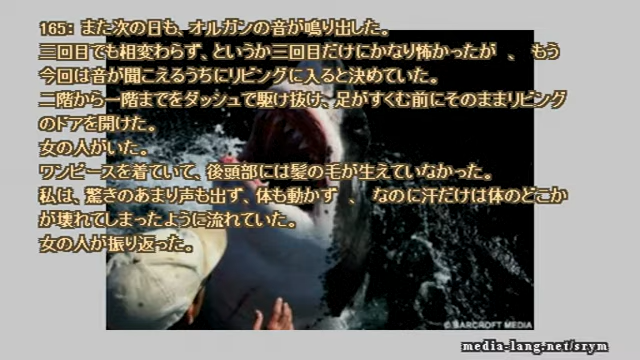 165: また次の日も、オルガンの音が鳴り出した。
三回目でも相変わらず、というか三回目だけにかなり怖かったが 、 もう
今回は音が聞こえるうちにリビングに入ると決めていた。
二階から一階までをダッシュで駆け抜け、足がすくむ前にそのままリビング
のドアを開けた。
女の人がいた。
ワンピースを着ていて、後頭部には髪の毛が生えていなかった。
私は、驚きのあまり声も出ず、体も動かず 、 なのに汗だけは体のどこか
が壊れてしまったように流れていた。
女の人が振り返った。
© BARCROFT MEDIA
media-lang-net/srym